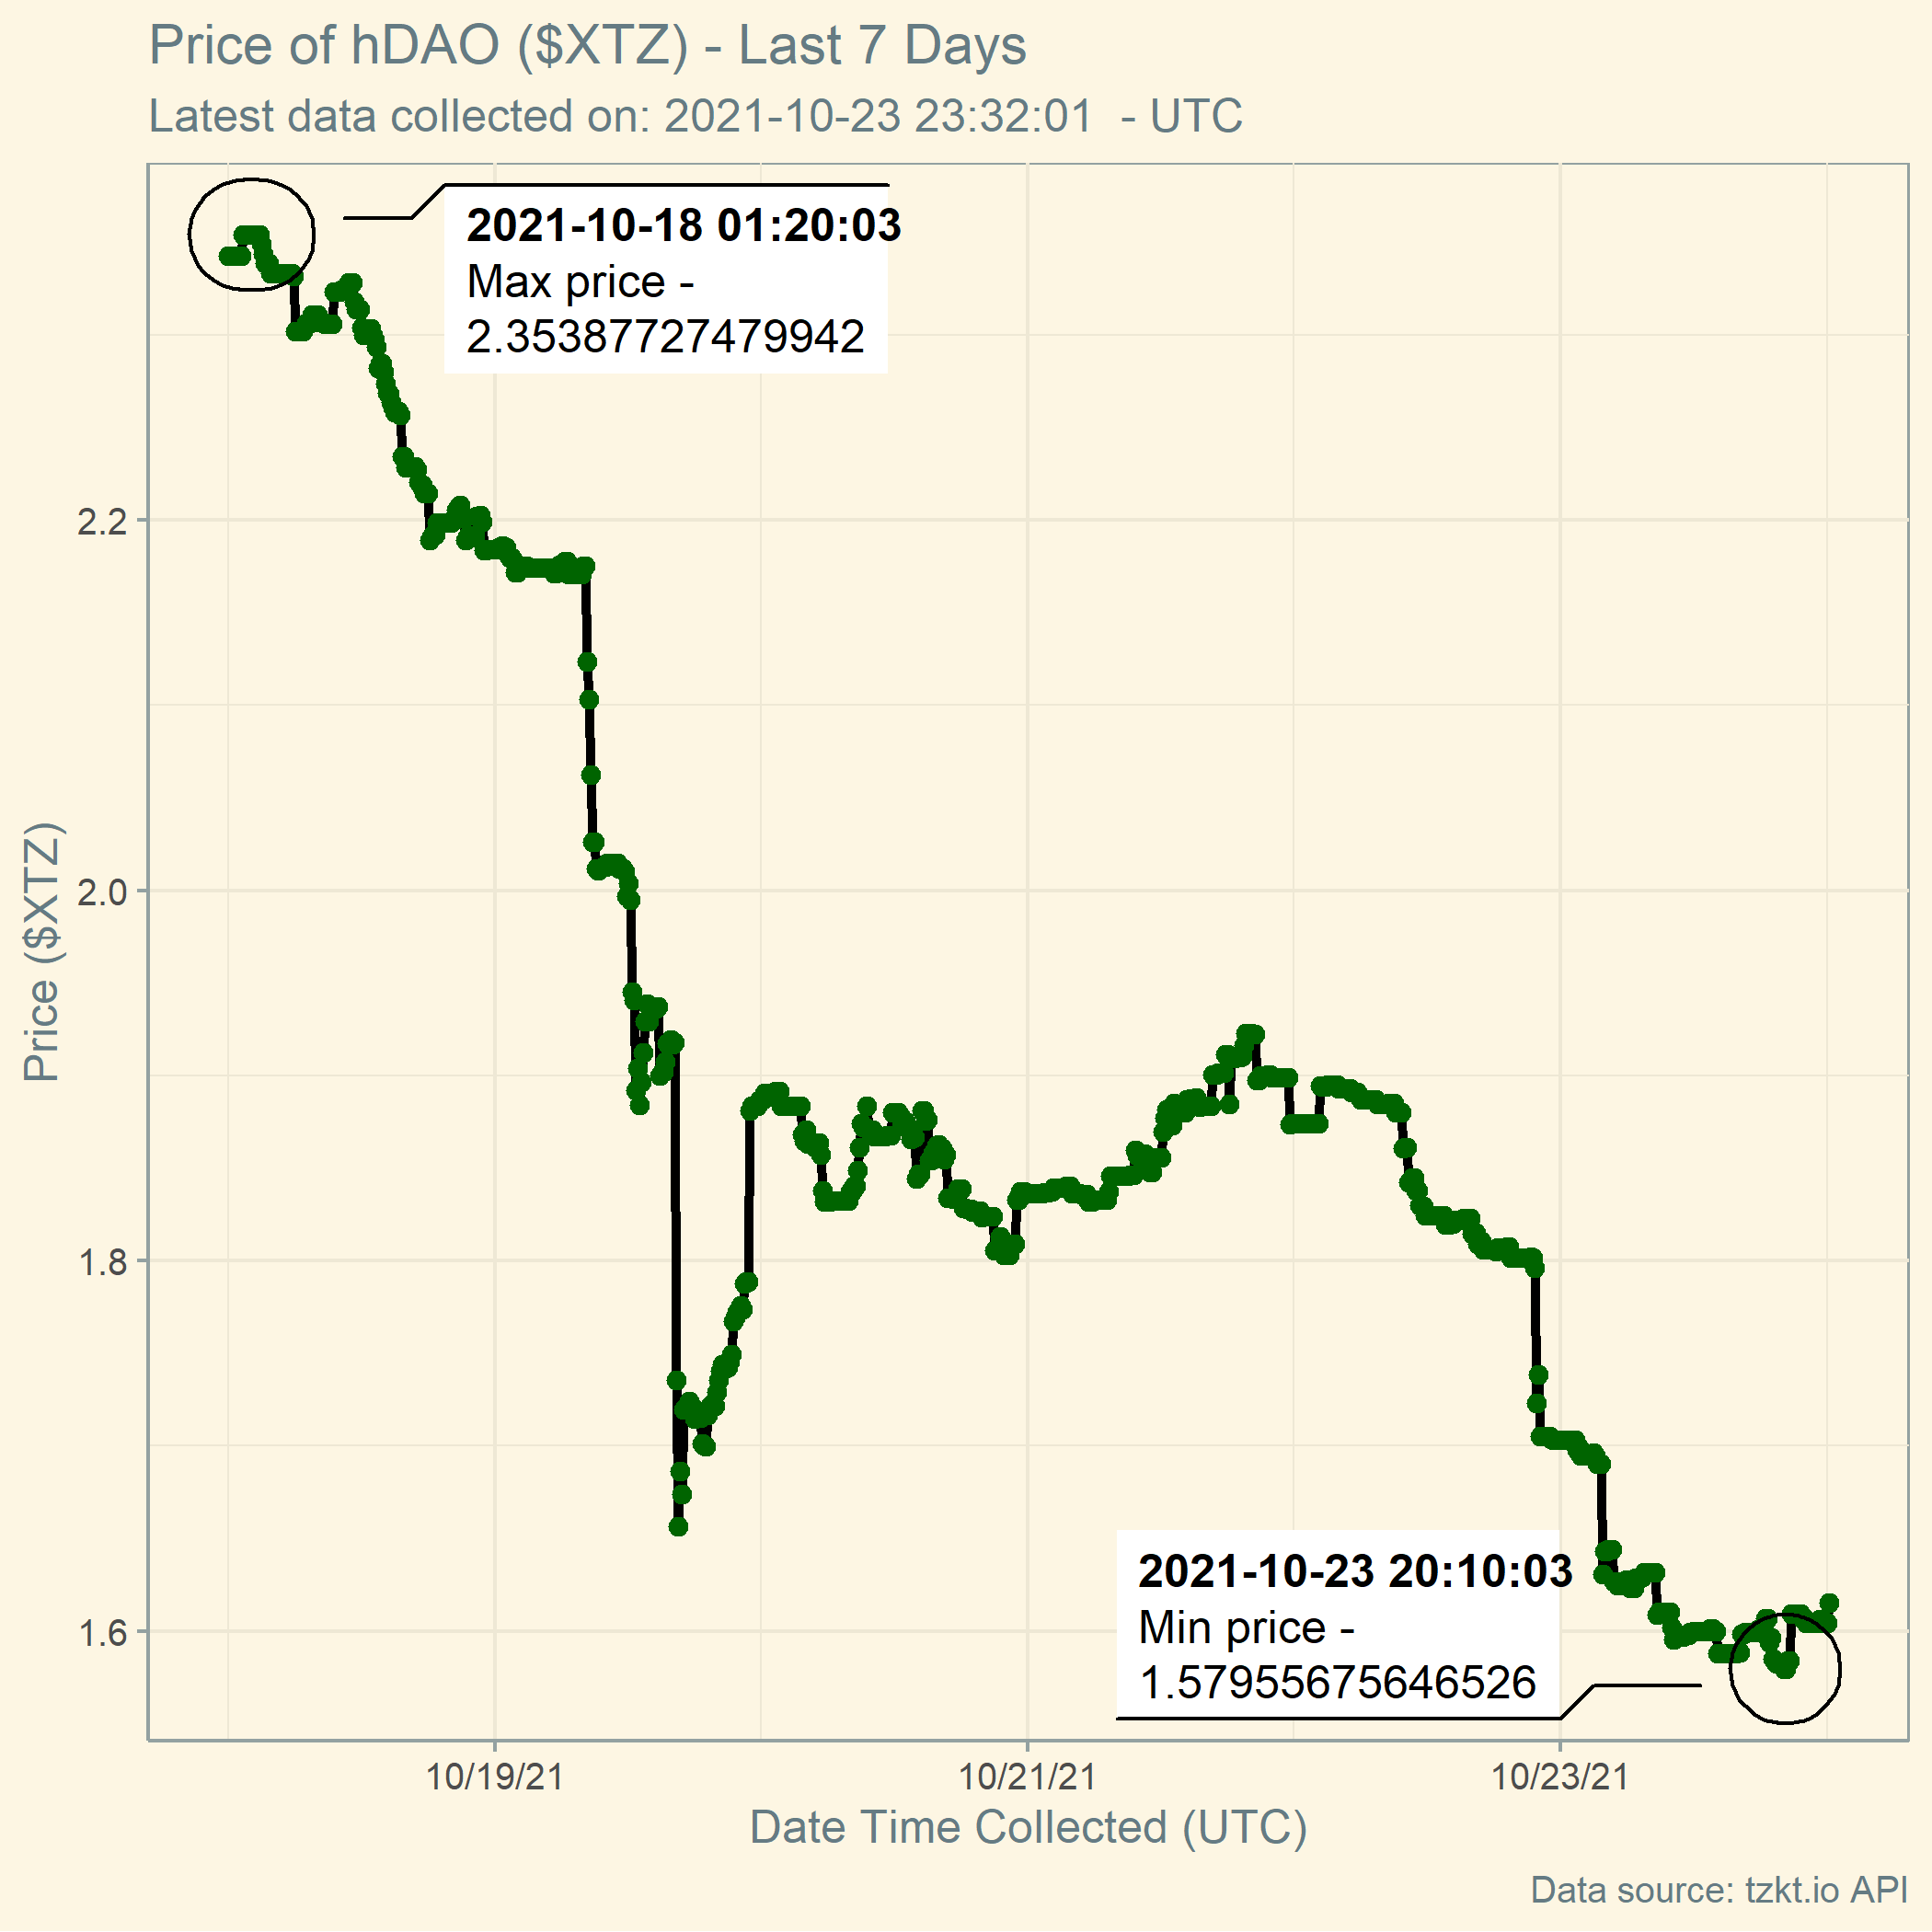 Price of hDAO ($XTZ) - Last 7 Days
Latest data collected on: 2021-10-23 23:32:01  - UTC
2021-10-18 01:20:03
Max price -
2.35387727479942
2.2
2.0
1.8
1.6
Price ($XTZ)
2021-10-23 20:10:03
Min price -
1.57955675646526
10/19/21
10/21/21
10/23/21
Date Time Collected (UTC)
Data source: tzkt.io API